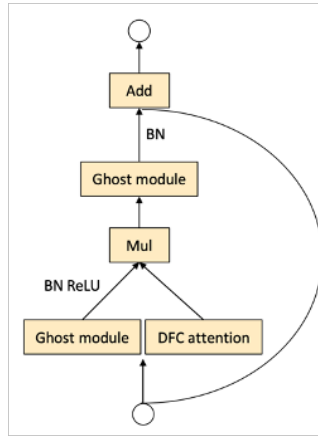 Add
BN
Ghost module
Mul
BN ReLU
Ghost module
DFC attention